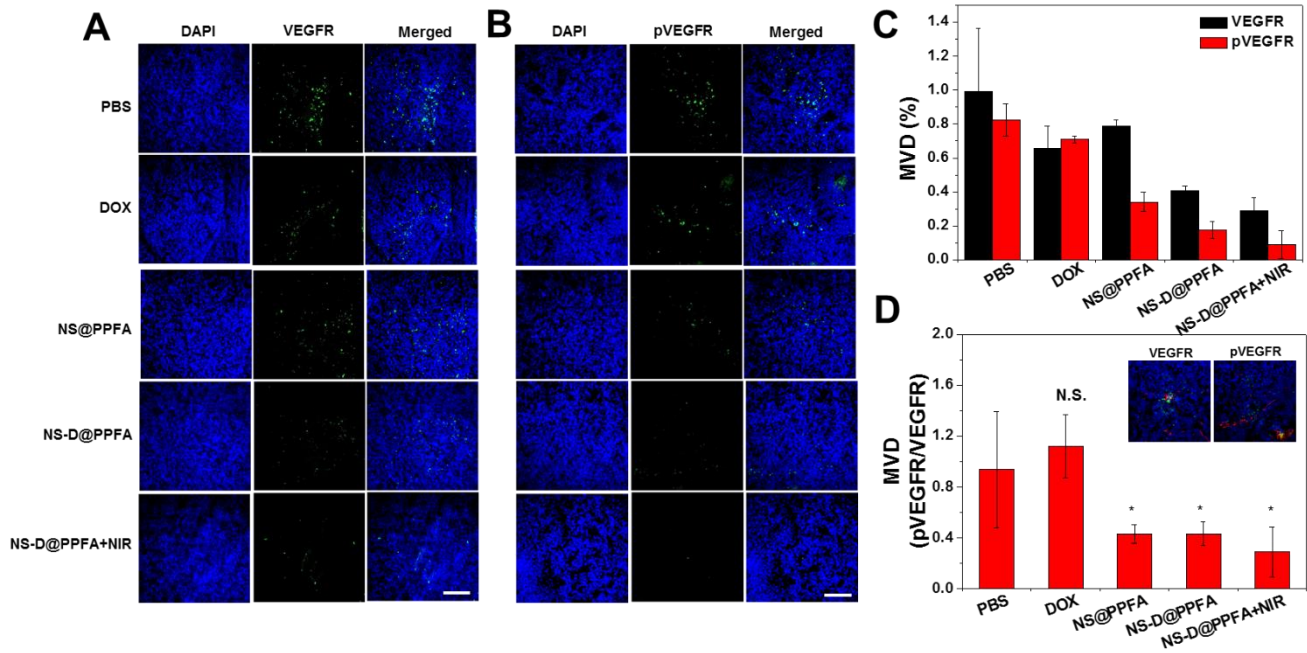 A
DAPI VEGFR Merged
PBS
DOX
NS@PPFA
NS-D@PPFA
NS-D@PPFA+NIR
B
DAPI pVEGFR Merged
C
VEGFR
pVEGFR
MVD (%)
1.4
1.2
1.0
0.8
0.6
0.4
0.2
0.0
PBS DOX NS@PPFA NS-D@PPFA NS-D@PPFA+NIR
D
MVD
(pVEGFR/VEGFR)
2.0
1.6
1.2
0.8
0.4
0.0
VEGFR pVEGFR
N.S.
* * *
PBS DOX NS@PPFA NS-D@PPFA NS-D@PPFA+NIR